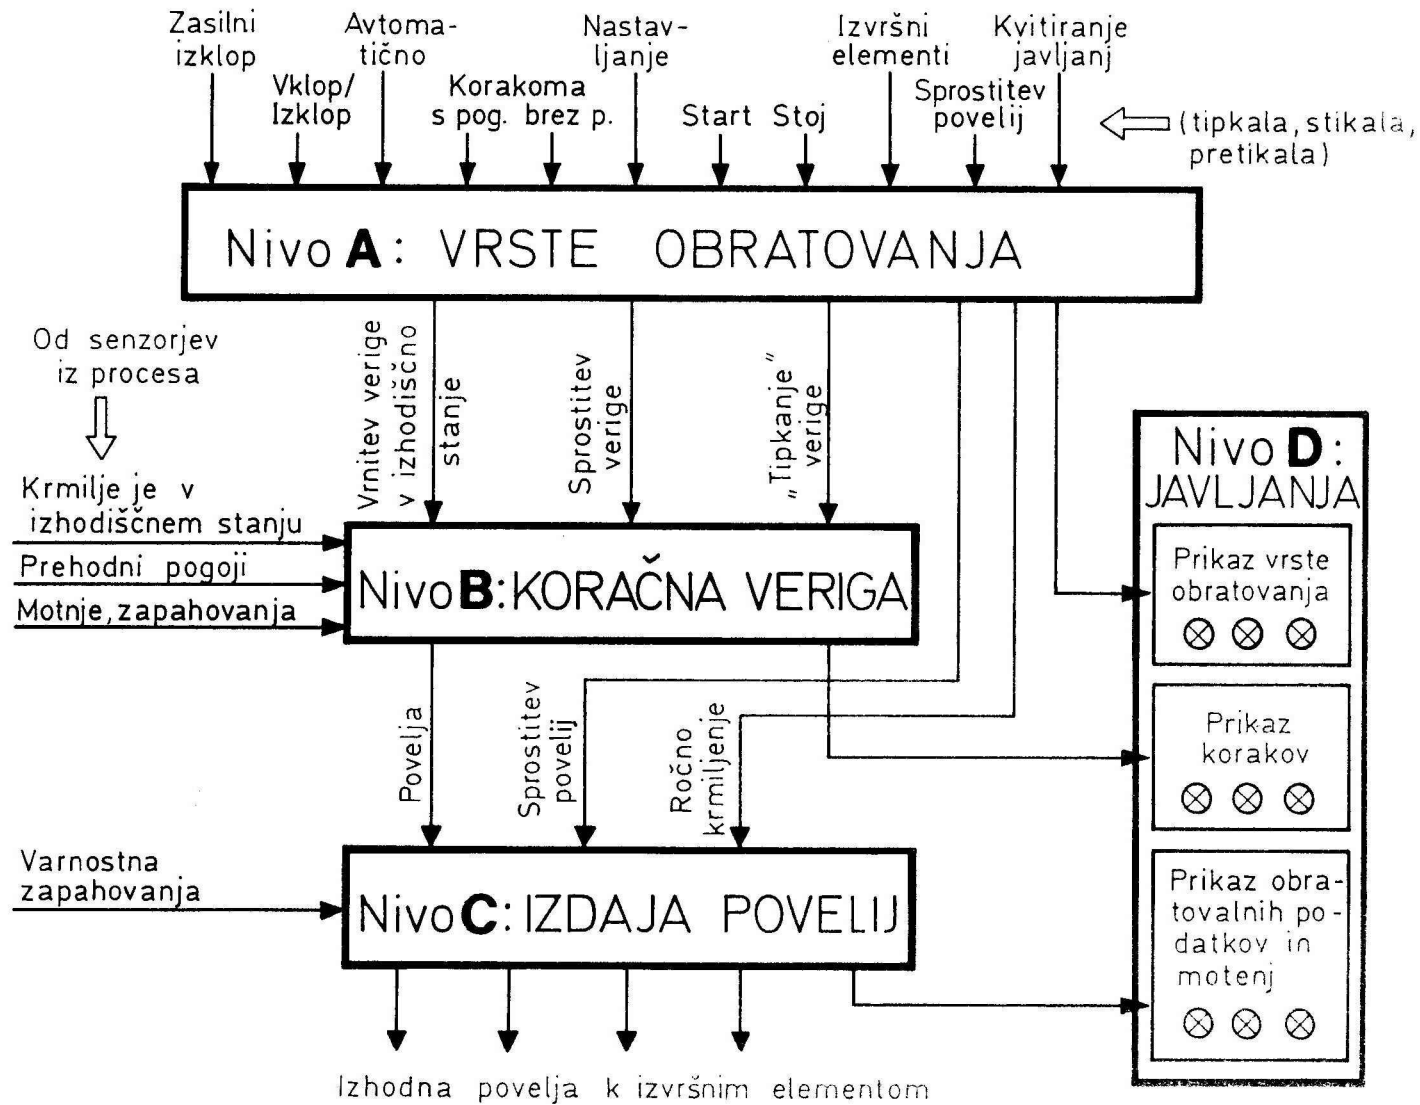 Zasilni
izklop
Vklop/
Izklop
Avtoma-
tično
Korakoma
s pog. brez p.
Nastav-
ljanje
Start Stoj
Izvršni
elementi
Sprostitev
povelij
Kvitiranje
javljanj
(tipkala, stikala,
pretikala)
Nivo A: VRSTE OBRATOVANJA
Od senzorjev
iz procesa
Vrnitev verige
v izhodiščno
stanje
Sprostitev
verige
„Tipkanje”
verige
Krmilje je v
izhodiščnem stanju
Prehodni pogoji
Motnje, zapahovanja
Nivo B: KORAČNA VERIGA
Nivo D:
JAVLJANJA
Prikaz vrste
obratovanja
Prikaz
korakov
Prikaz obra-
tovalnih po-
datkov in
motenj
Povelja
Sprostitev
povelij
Ročno
krmiljenje
Varnostna
zapahovanja
Nivo C: IZDAJA POVELIJ
Izhodna povelja k izvršnim elementom